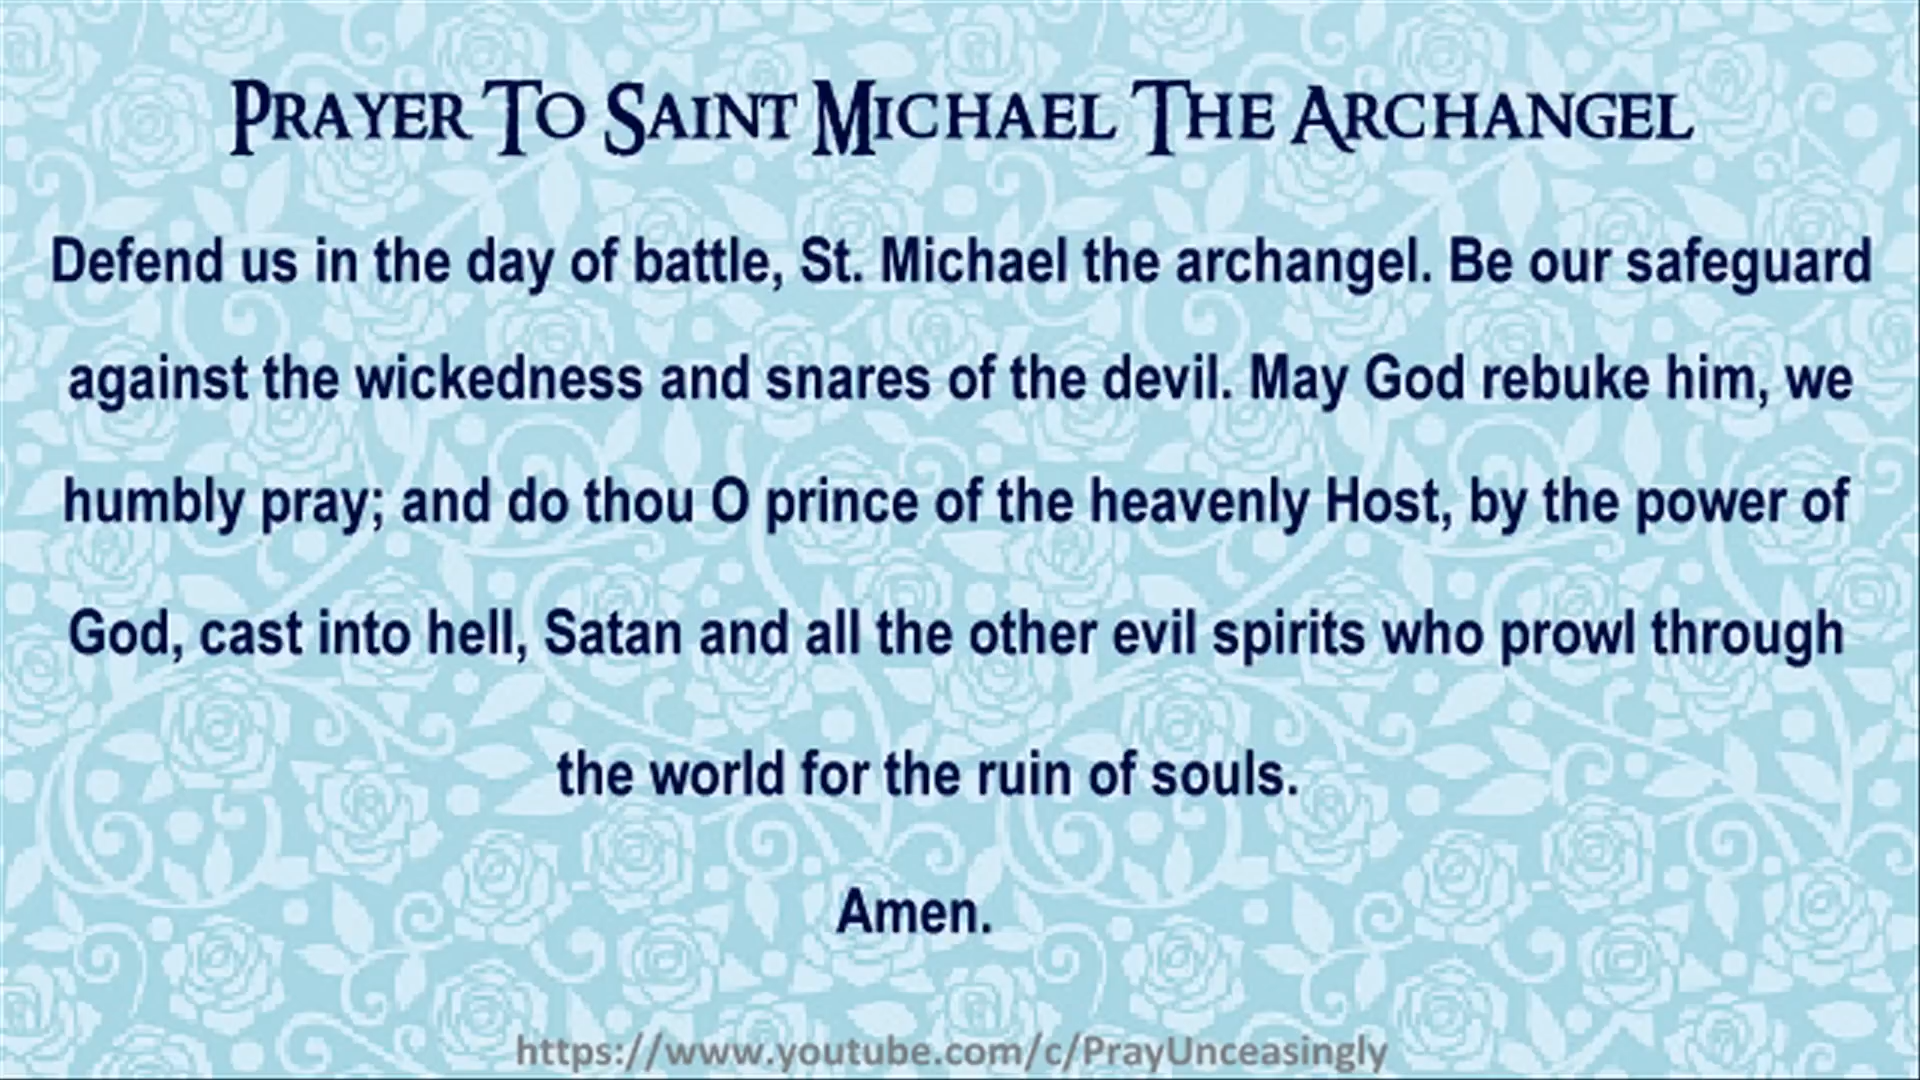 Prayer To Saint Michael The Archangel
Defend us in the day of battle, St. Michael the archangel. Be our safeguard
against the wickedness and snares of the devil. May God rebuke him, we
humbly pray; and do thou O prince of the heavenly Host, by the power of
God, cast into hell, Satan and all the other evil spirits who prowl through
the world for the ruin of souls.
Amen.
https://www.youtube.com/c/PrayUnceasingly